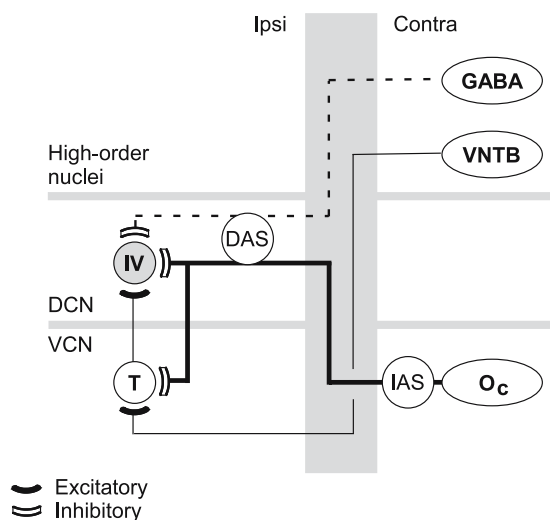 Ipsi
Contra
GABA
VNTB
High-order
nuclei
DAS
IV
DCN
VCN
T
IAS
Oc
Excitatory
Inhibitory